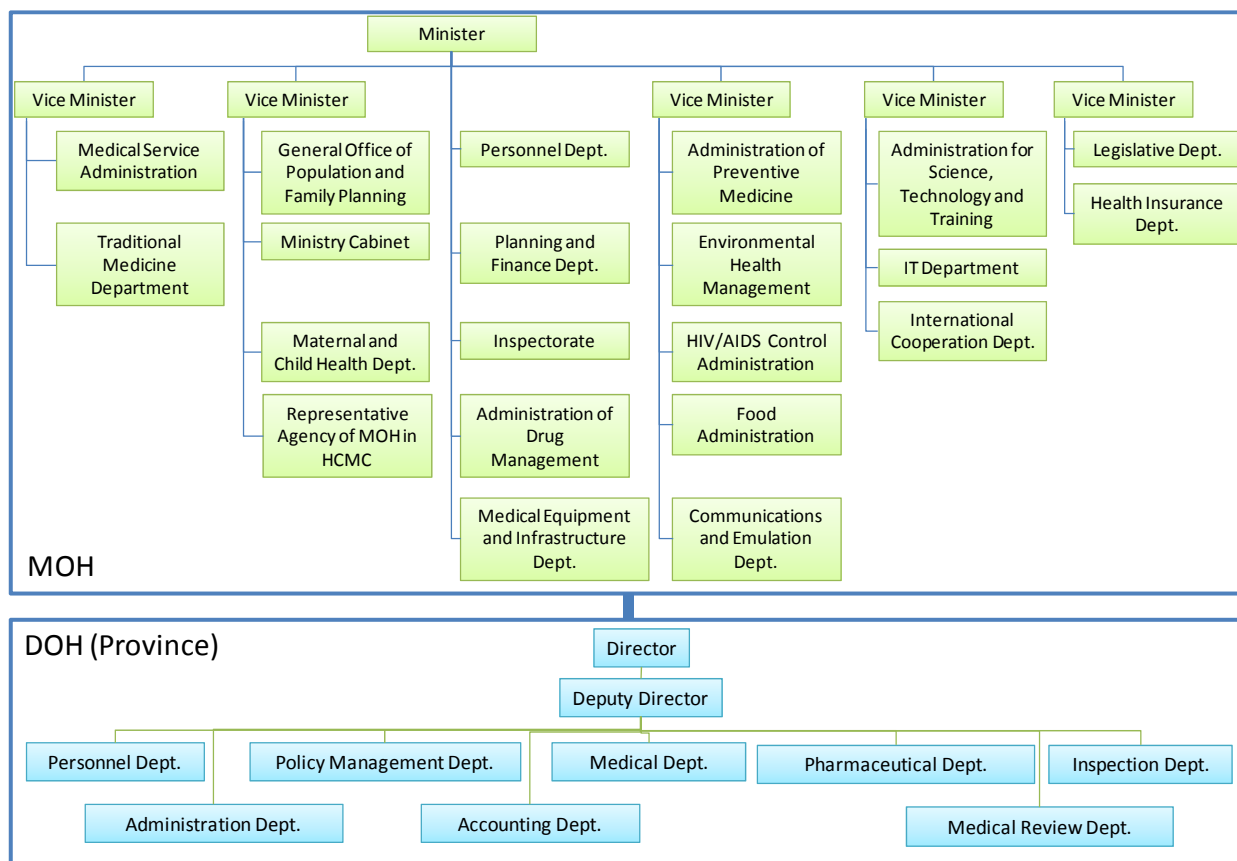 Minister
Vice Minister
Vice Minister
Vice Minister
Vice Minister
Vice Minister
Medical Service
Administration
Traditional
Medicine
Department
General Office of
Population and
Family Planning
Ministry Cabinet
Maternal and
Child Health Dept.
Representative
Agency of MOH in
HCMC
Personnel Dept.
Planning and
Finance Dept.
Inspectorate
Administration of
Drug
Management
Medical Equipment
and Infrastructure
Dept.
Administration of
Preventive
Medicine
Environmental
Health
Management
HIV/AIDS Control
Administration
Food
Administration
Communications
and Emulation
Dept.
Administration for
Science,
Technology and
Training
IT Department
International
Cooperation Dept.
Legislative Dept.
Health Insurance
Dept.
MOH
DOH (Province)
Director
Deputy Director
Personnel Dept.
Policy Management Dept.
Medical Dept.
Pharmaceutical Dept.
Inspection Dept.
Administration Dept.
Accounting Dept.
Medical Review Dept.